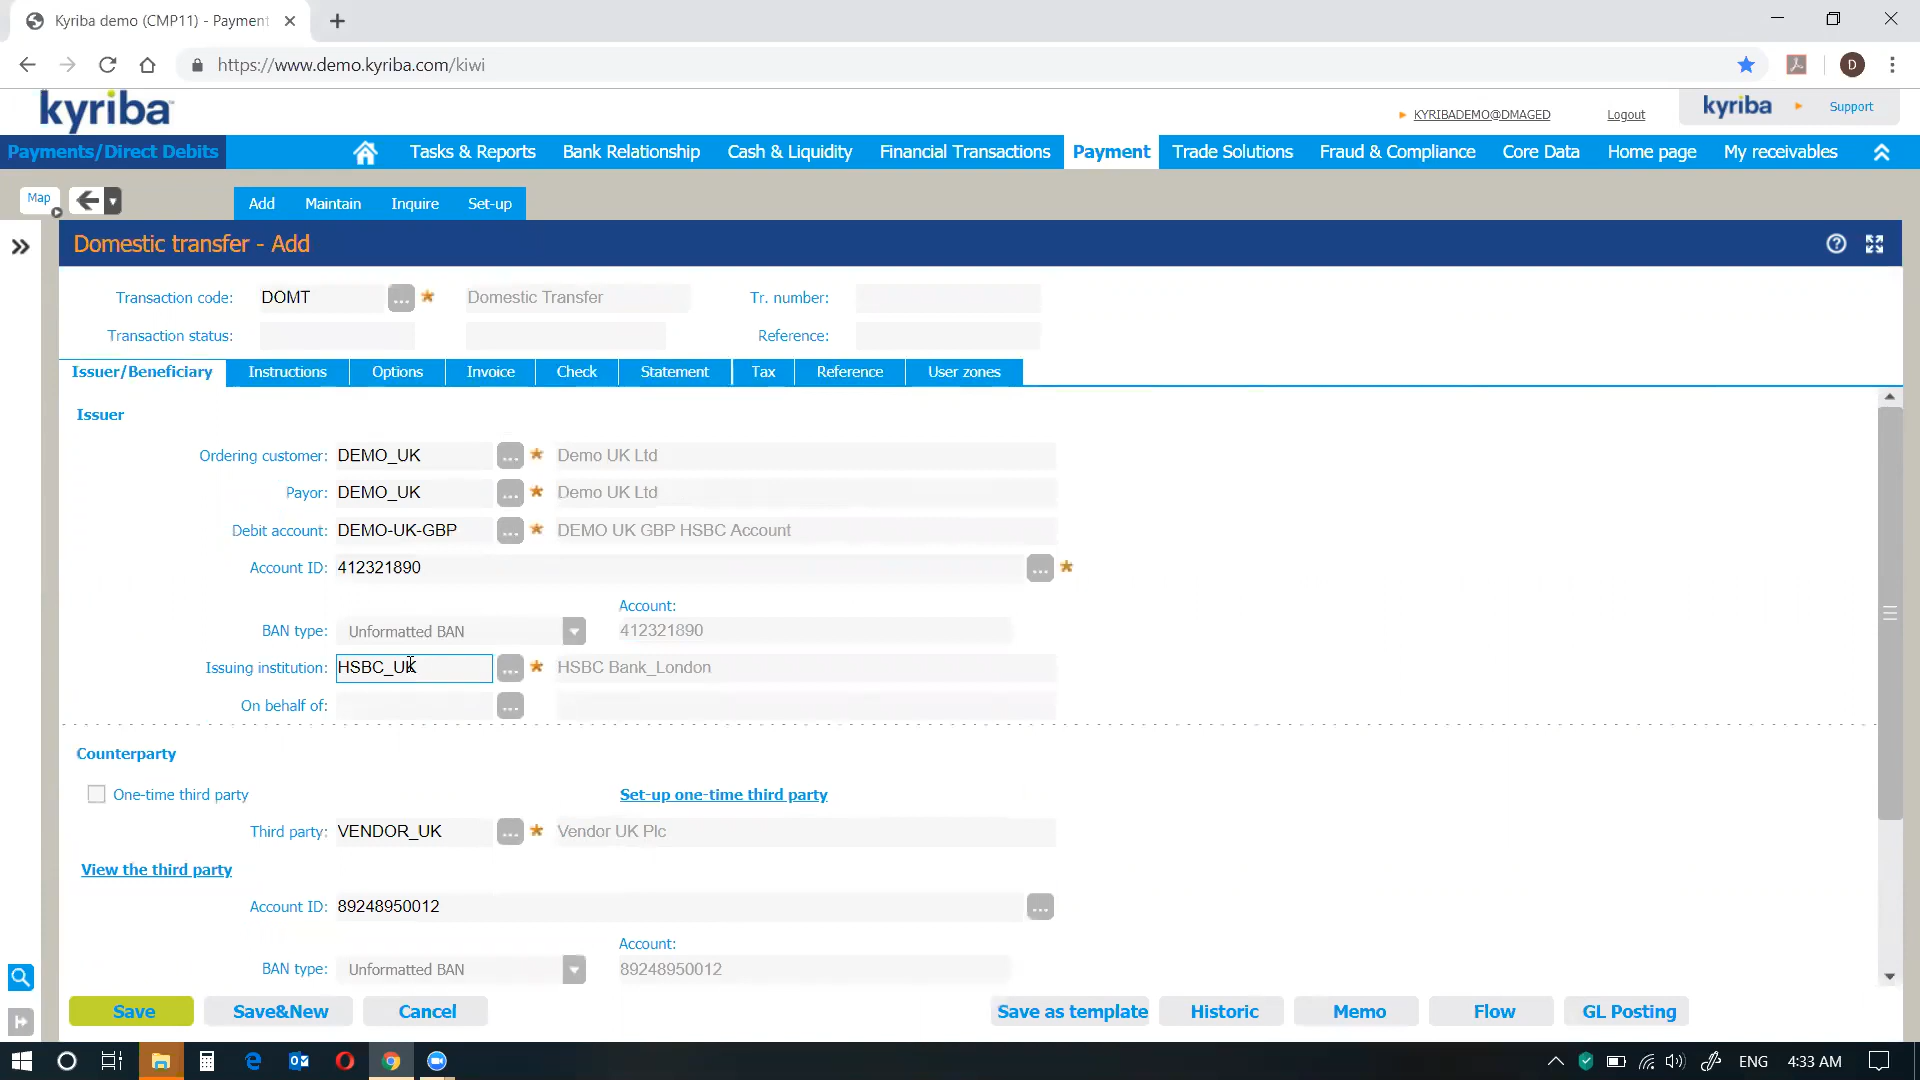 Kyriba demo (CMP11) - Payment
https://www.demo.kyriba.com/kiwi
D
kyriba
KYRIBADEMO@DMAGED
Logout
kyriba
Support
Payments/Direct Debits
Tasks & Reports
Bank Relationship
Cash & Liquidity
Financial Transactions
Payment
Trade Solutions
Fraud & Compliance
Core Data
Home page
My receivables
Map
Add
Maintain
Inquire
Set-up
Domestic transfer - Add
Transaction code: DOMT ... * Domestic Transfer Tr. number:
Transaction status: Reference:
Issuer/Beneficiary Instructions Options Invoice Check Statement Tax Reference User zones
Issuer
Ordering customer: DEMO_UK ... * Demo UK Ltd
Payor: DEMO_UK ... * Demo UK Ltd
Debit account: DEMO-UK-GBP ... * DEMO UK GBP HSBC Account
Account ID: 412321890 ... *
Account:
BAN type: Unformatted BAN 412321890
Issuing institution: HSBC_UK ... * HSBC Bank_London
On behalf of: ...
Counterparty
One-time third party Set-up one-time third party
Third party: VENDOR_UK ... * Vendor UK Plc
View the third party
Account ID: 89248950012 ...
Account:
BAN type: Unformatted BAN 89248950012
Save Save&New Cancel Save as template Historic Memo Flow GL Posting
ENG 4:33 AM